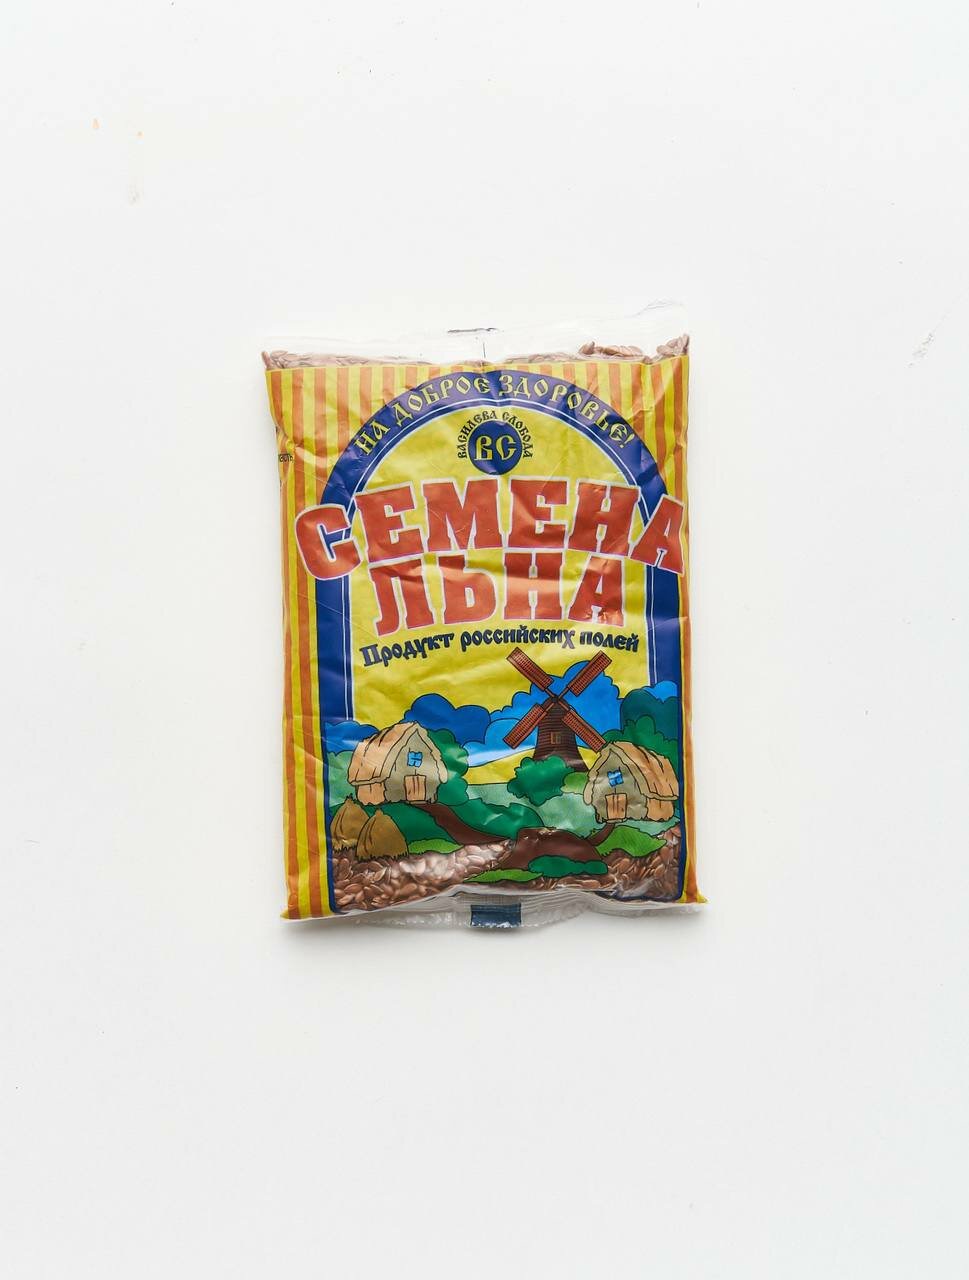 НА ДОБРОЕ ЗДОРОВЬЕ!
ВАСИЛЕВА СЛОБОДА
ВС
СЕМЕНА
ЛЬНА
Продукт российских полей